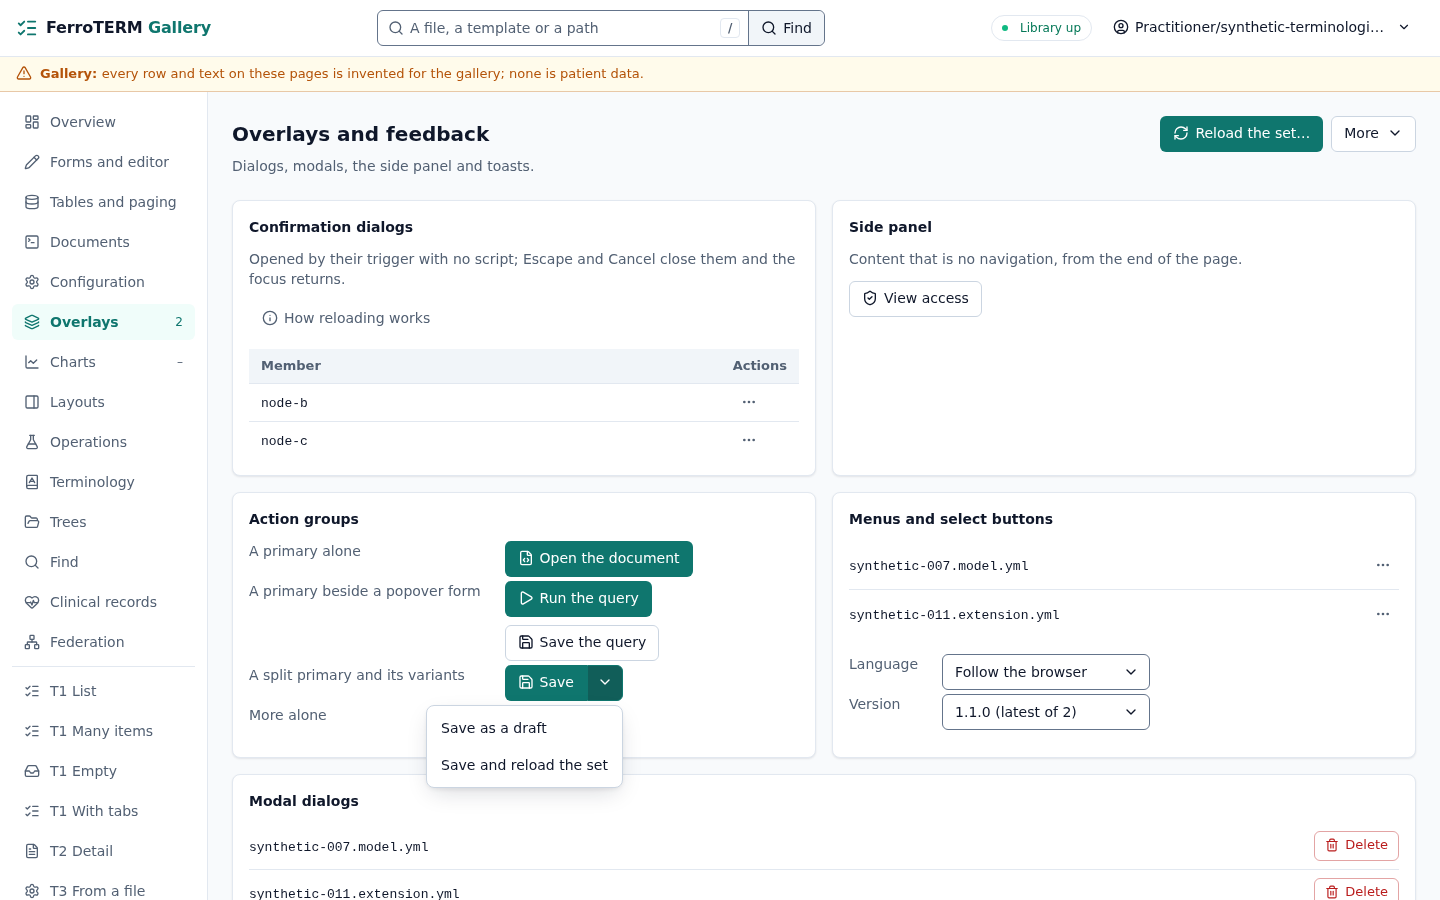 FerroTERM Gallery
A file, a template or a path
/
Find
Library up
Practitioner/synthetic-terminologi...
Gallery: every row and text on these pages is invented for the gallery; none is patient data.
Overview
Forms and editor
Tables and paging
Documents
Configuration
Overlays 2
Charts –
Layouts
Operations
Terminology
Trees
Find
Clinical records
Federation
T1 List
T1 Many items
T1 Empty
T1 With tabs
T2 Detail
T3 From a file
Overlays and feedback
Dialogs, modals, the side panel and toasts.
Reload the set...
More
Confirmation dialogs
Opened by their trigger with no script; Escape and Cancel close them and the
focus returns.
How reloading works
Member Actions
node-b
node-c
Side panel
Content that is no navigation, from the end of the page.
View access
Action groups
A primary alone
Open the document
A primary beside a popover form
Run the query
Save the query
A split primary and its variants
Save
More alone
Save as a draft
Save and reload the set
Menus and select buttons
synthetic-007.model.yml
synthetic-011.extension.yml
Language
Follow the browser
Version
1.1.0 (latest of 2)
Modal dialogs
synthetic-007.model.yml
Delete
synthetic-011.extension.yml
Delete